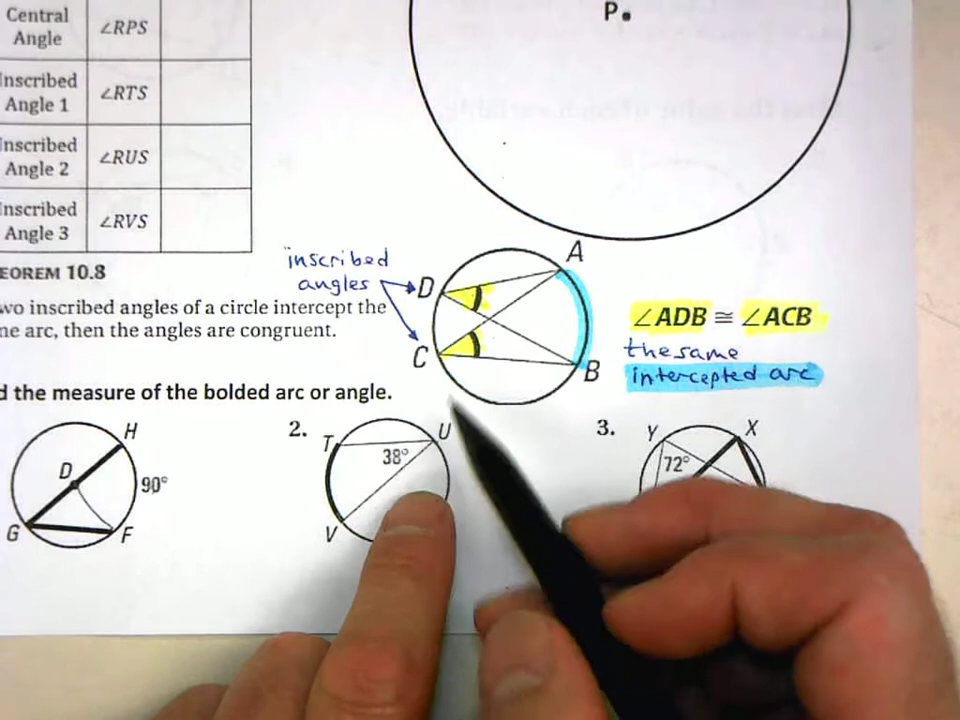 P.
Central
Angle
∠RPS
Inscribed
Angle 1
∠RTS
Inscribed
Angle 2
∠RUS
Inscribed
Angle 3
∠RVS
EOREM 10.8
wo inscribed angles of a circle intercept the
ne arc, then the angles are congruent.
inscribed
angles
A
D
C
B
∠ADB ≅ ∠ACB
the same
intercepted arc
d the measure of the bolded arc or angle.
H
D
90°
G
F
2.
T
U
38°
V
3.
Y
X
72°